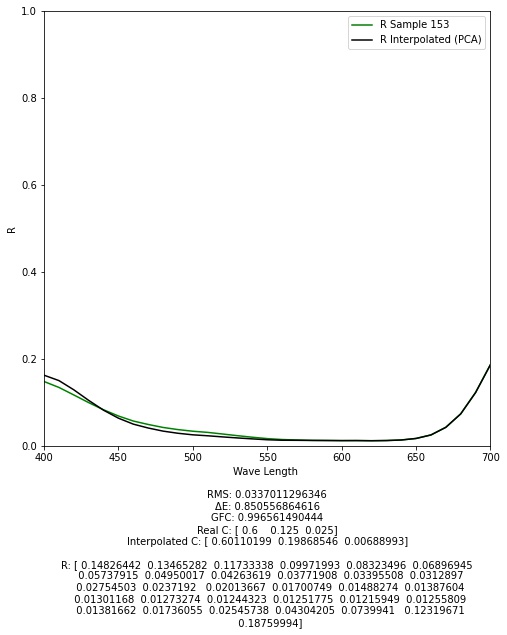 1.0
R Sample 153
R Interpolated (PCA)
0.8
0.6
R
0.4
0.2
0.0
400 450 500 550 600 650 700
Wave Length
RMS: 0.0337011296346
ΔE: 0.850556864616
GFC: 0.996561490444
Real C: [ 0.6 0.125 0.025]
Interpolated C: [ 0.60110199 0.19868546 0.00688993]
R: [ 0.14826442 0.13465282 0.11733338 0.09971993 0.08323496 0.06896945
0.05737915 0.04950017 0.04263619 0.03771908 0.03395508 0.0312897
0.02754503 0.0237192 0.02013667 0.01700749 0.01488274 0.01387604
0.01301168 0.01273274 0.01244323 0.01251775 0.01215949 0.01255809
0.01381662 0.01736055 0.02545738 0.04304205 0.0739941 0.12319671
0.18759994]